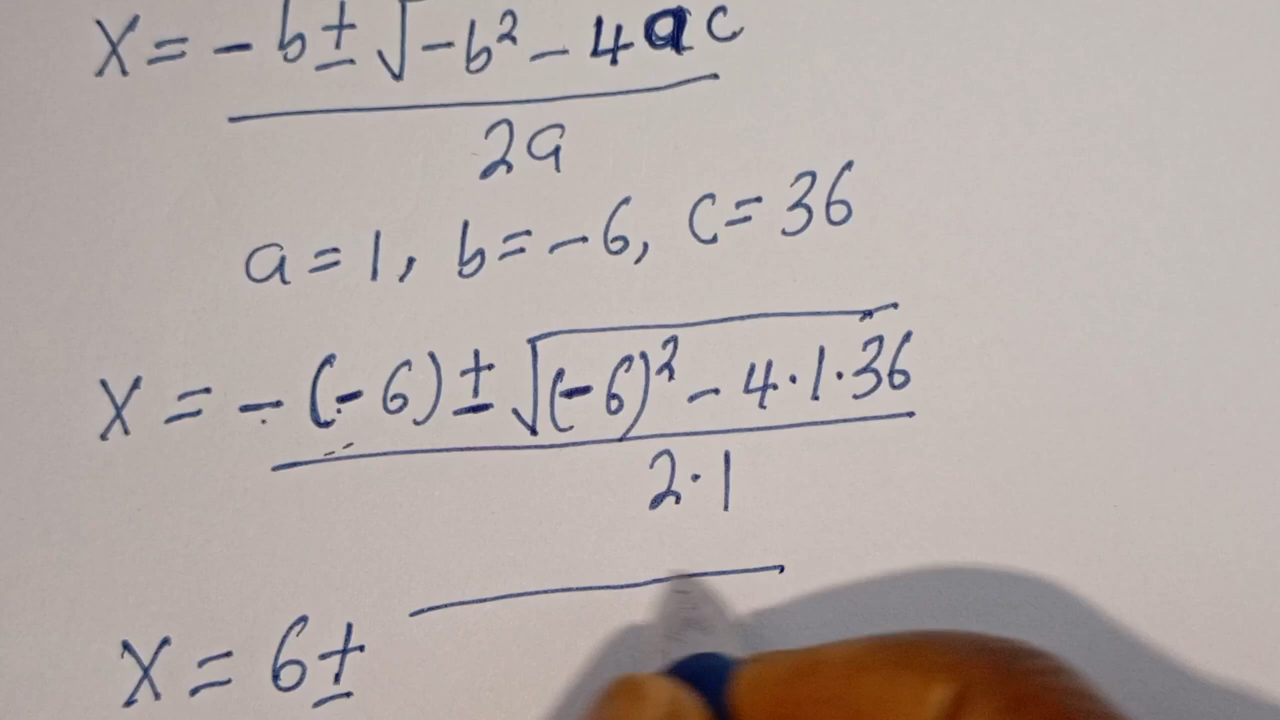 X = -b ± √-b² - 4ac
2a
a = 1, b = -6, c = 36
X = -(-6) ± √(-6)² - 4·1·36
2·1
X = 6 ±